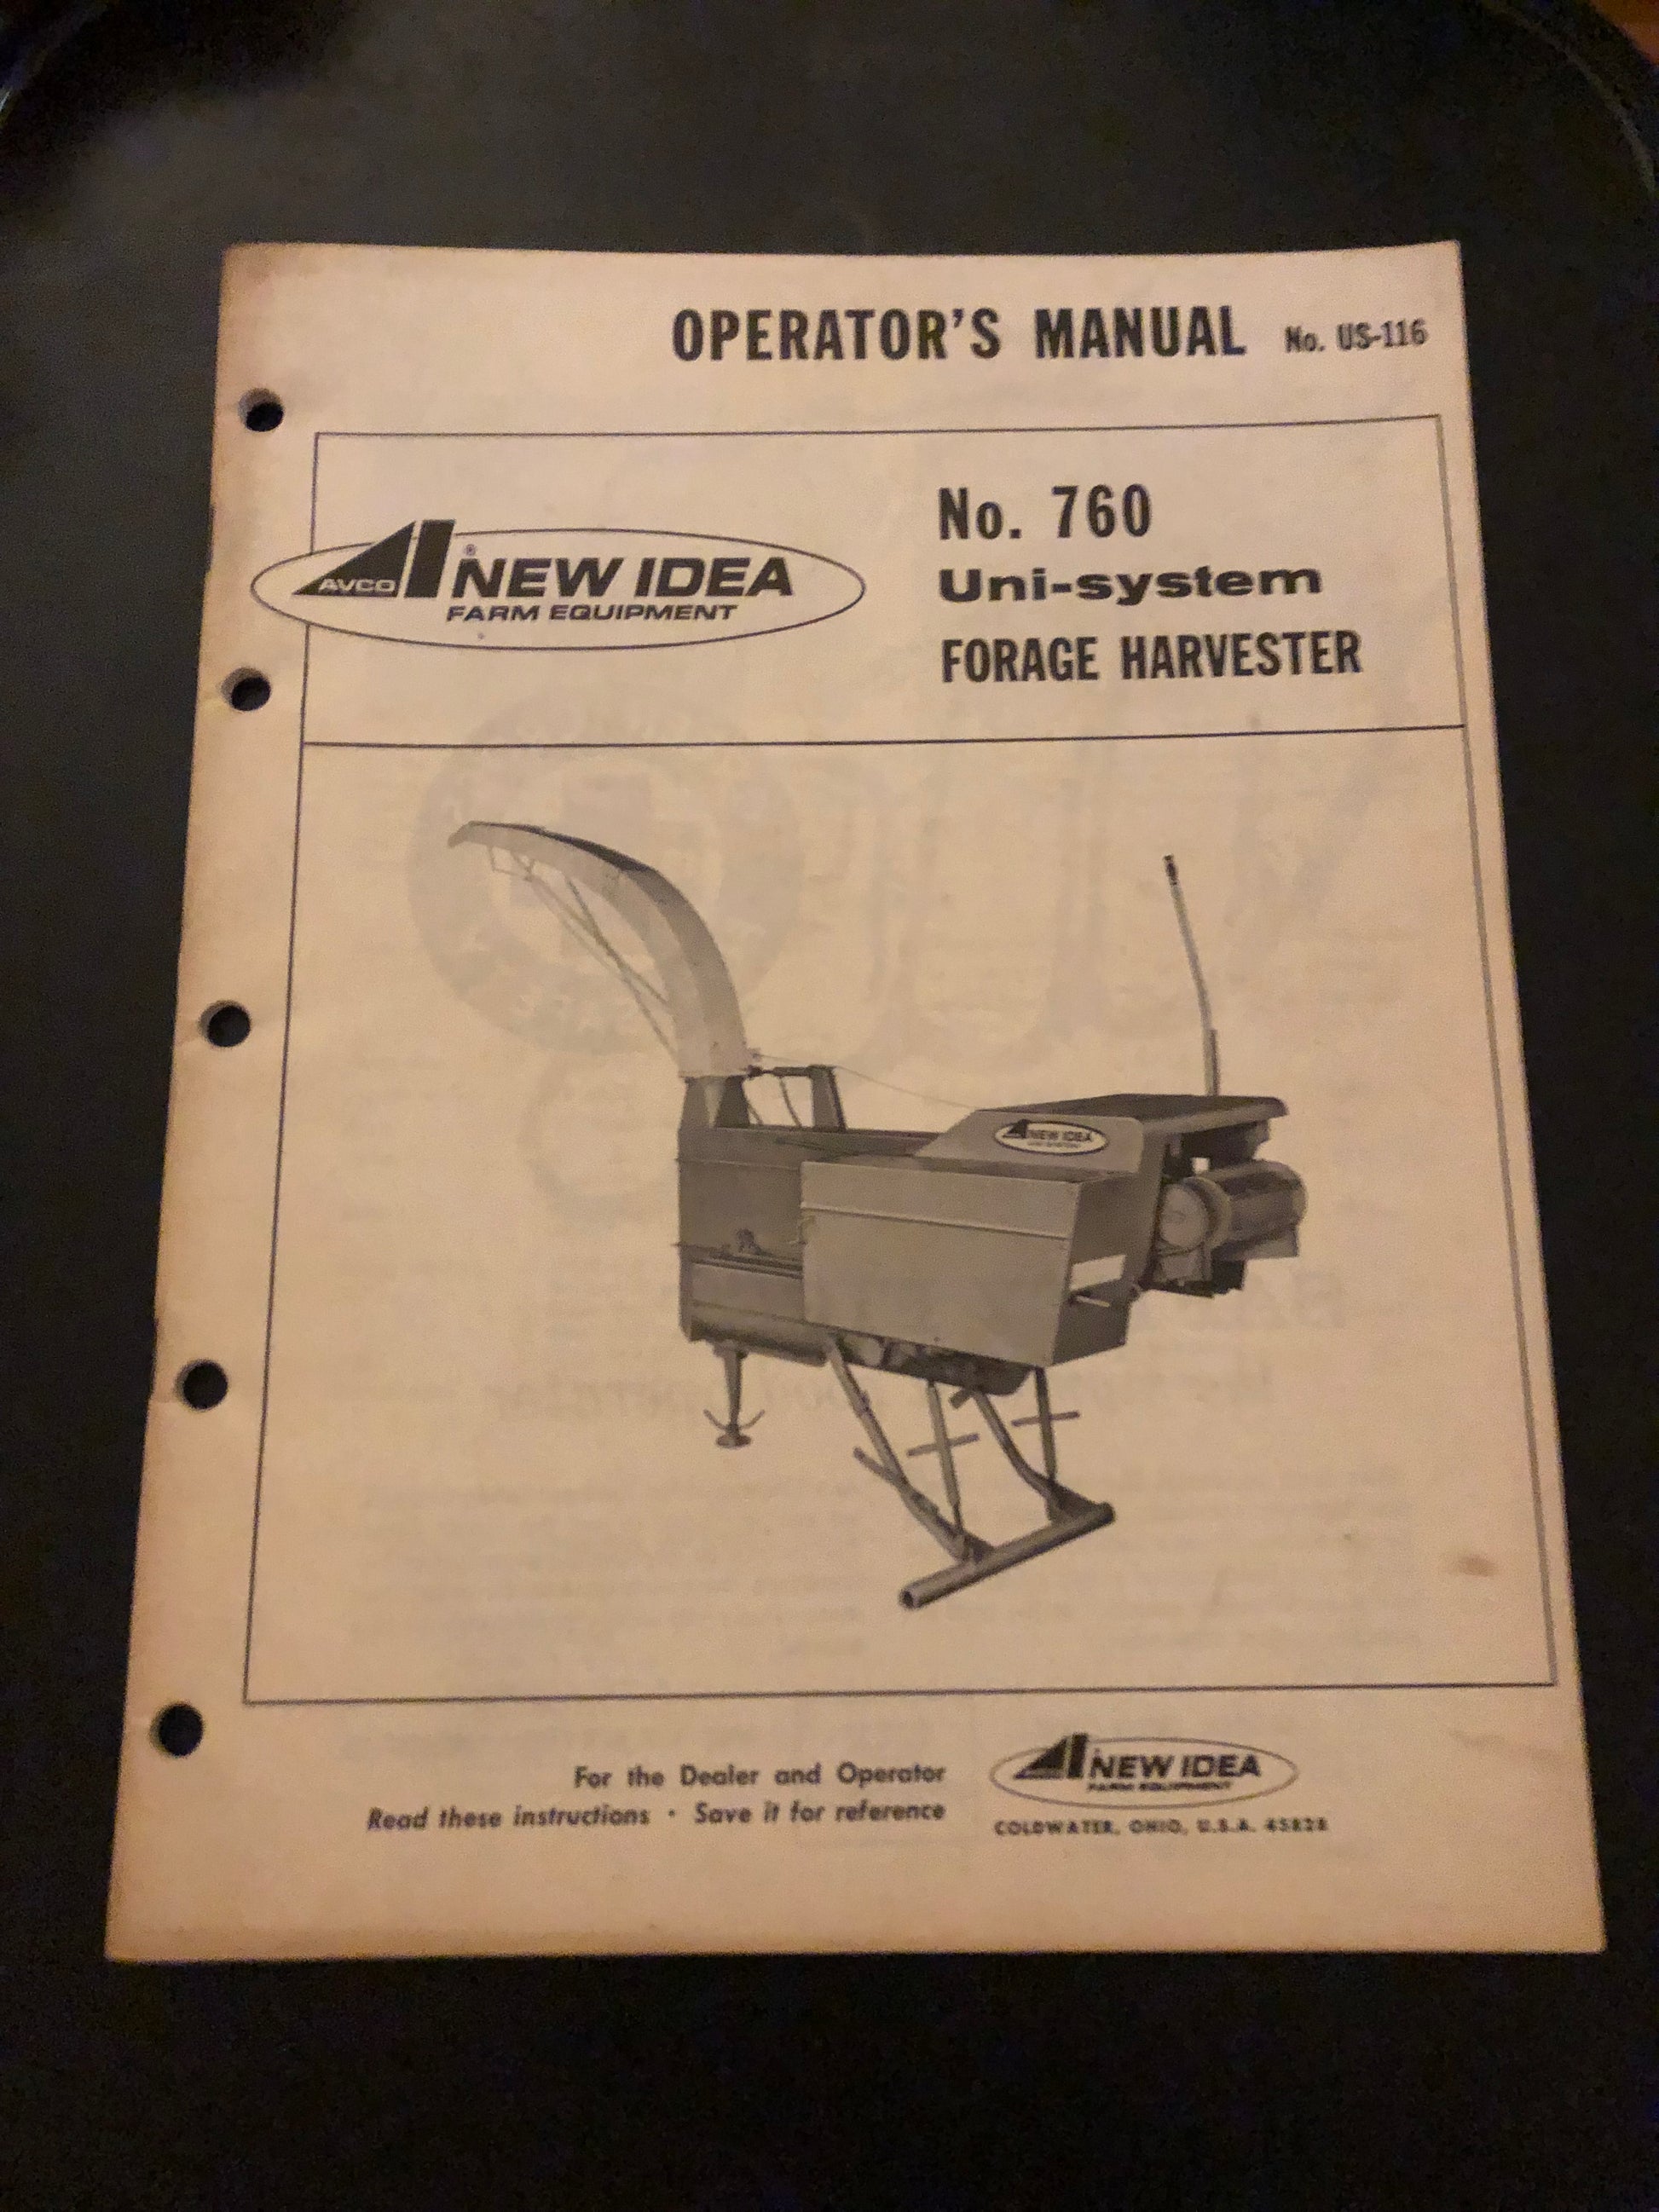 OPERATOR'S MANUAL No. US-116
AVCO
® NEW IDEA
FARM EQUIPMENT
No. 760
Uni-system
FORAGE HARVESTER
NEW IDEA
For the Dealer and Operator
Read these instructions • Save it for reference
NEW IDEA
FARM EQUIPMENT
COLDWATER, OHIO, U.S.A. 45828